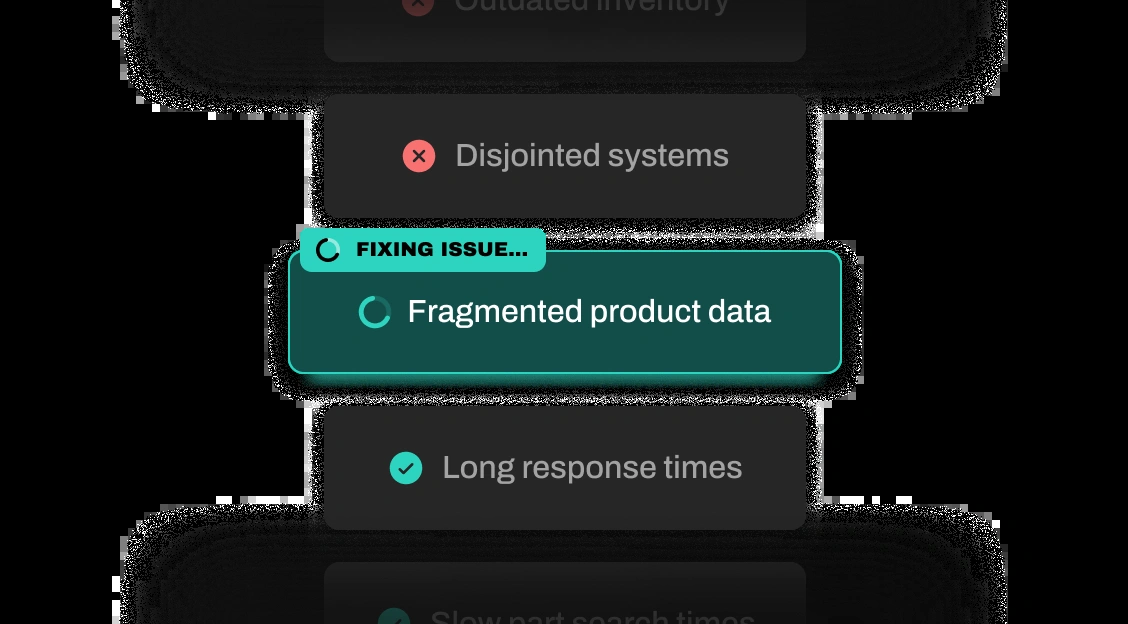 Outdated inventory
Disjointed systems
FIXING ISSUE...
Fragmented product data
Long response times
Slow part search times